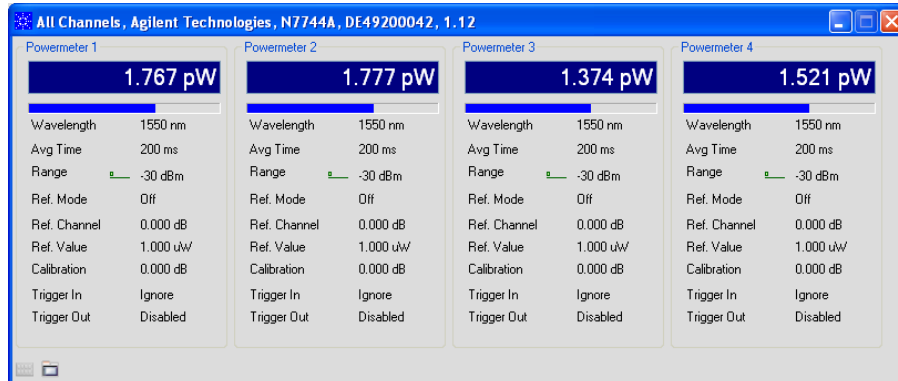 All Channels, Agilent Technologies, N7744A, DE49200042, 1.12
Powermeter 1
1.767 pW
Wavelength 1550 nm
Avg Time 200 ms
Range -30 dBm
Ref. Mode Off
Ref. Channel 0.000 dB
Ref. Value 1.000 uW
Calibration 0.000 dB
Trigger In Ignore
Trigger Out Disabled
Powermeter 2
1.777 pW
Wavelength 1550 nm
Avg Time 200 ms
Range -30 dBm
Ref. Mode Off
Ref. Channel 0.000 dB
Ref. Value 1.000 uW
Calibration 0.000 dB
Trigger In Ignore
Trigger Out Disabled
Powermeter 3
1.374 pW
Wavelength 1550 nm
Avg Time 200 ms
Range -30 dBm
Ref. Mode Off
Ref. Channel 0.000 dB
Ref. Value 1.000 uW
Calibration 0.000 dB
Trigger In Ignore
Trigger Out Disabled
Powermeter 4
1.521 pW
Wavelength 1550 nm
Avg Time 200 ms
Range -30 dBm
Ref. Mode Off
Ref. Channel 0.000 dB
Ref. Value 1.000 uW
Calibration 0.000 dB
Trigger In Ignore
Trigger Out Disabled